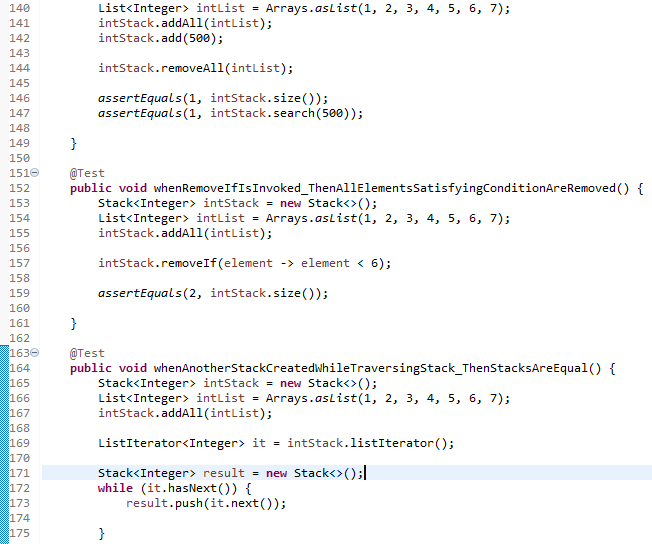 140 List<Integer> intList = Arrays.asList(1, 2, 3, 4, 5, 6, 7);
141 intStack.addAll(intList);
142 intStack.add(500);
143
144 intStack.removeAll(intList);
145
146 assertEquals(1, intStack.size());
147 assertEquals(1, intStack.search(500));
148
149 }
150
151 @Test
152 public void whenRemoveIfIsInvoked_ThenAllElementsSatisfyingConditionAreRemoved() {
153 Stack<Integer> intStack = new Stack<>();
154 List<Integer> intList = Arrays.asList(1, 2, 3, 4, 5, 6, 7);
155 intStack.addAll(intList);
156
157 intStack.removeIf(element -> element < 6);
158
159 assertEquals(2, intStack.size());
160
161 }
162
163 @Test
164 public void whenAnotherStackCreatedWhileTraversingStack_ThenStacksAreEqual() {
165 Stack<Integer> intStack = new Stack<>();
166 List<Integer> intList = Arrays.asList(1, 2, 3, 4, 5, 6, 7);
167 intStack.addAll(intList);
168
169 ListIterator<Integer> it = intStack.listIterator();
170
171 Stack<Integer> result = new Stack<>();
172 while (it.hasNext()) {
173 result.push(it.next());
174
175 }